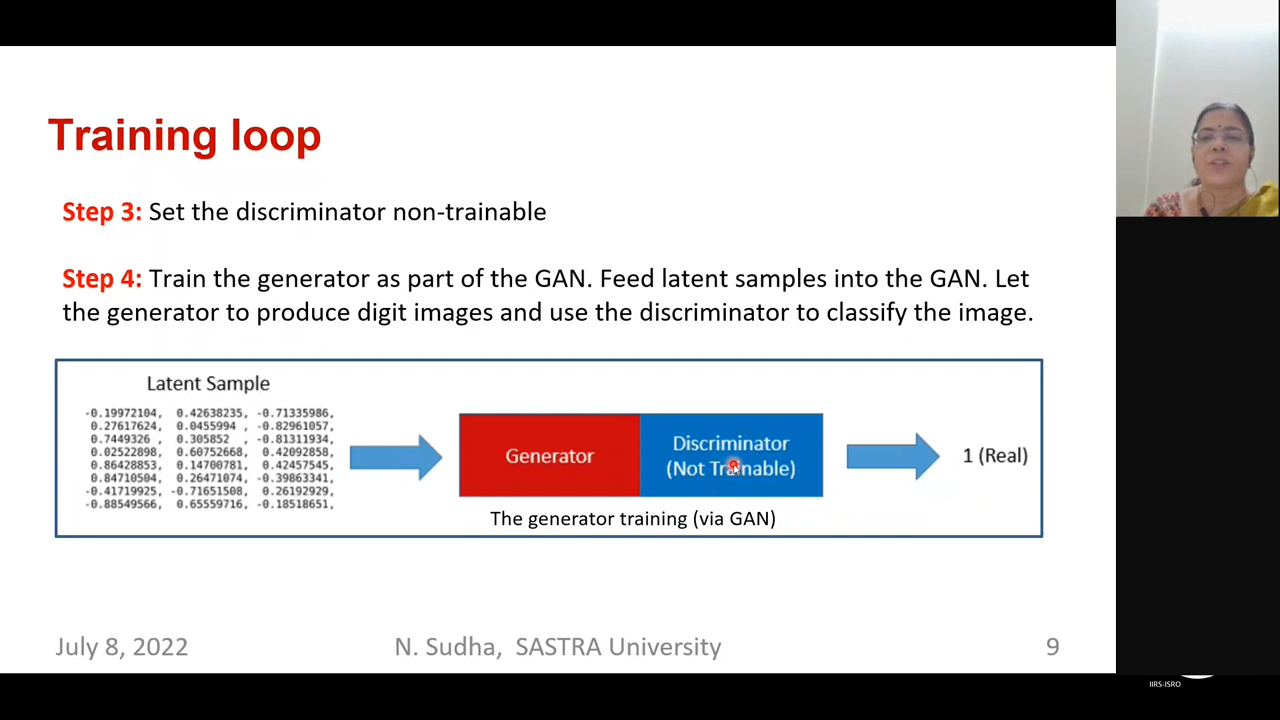 Training loop
Step 3: Set the discriminator non-trainable
Step 4: Train the generator as part of the GAN. Feed latent samples into the GAN. Let
the generator to produce digit images and use the discriminator to classify the image.
Latent Sample
-0.19972104, 0.42638235, -0.71335986,
0.27617624, 0.0455994 , -0.82961057,
0.7449326 , 0.305852 , -0.81311934,
0.02522898, 0.60752668, 0.42092858,
0.86428853, 0.14700781, 0.42457545,
0.84710504, 0.26471074, -0.39863341,
-0.41719925, -0.71651508, 0.26192929,
-0.88549566, 0.65559716, -0.18518651,
Generator
Discriminator
(Not Trainable)
1 (Real)
The generator training (via GAN)
July 8, 2022
N. Sudha, SASTRA University
9
IIRS-ISRO